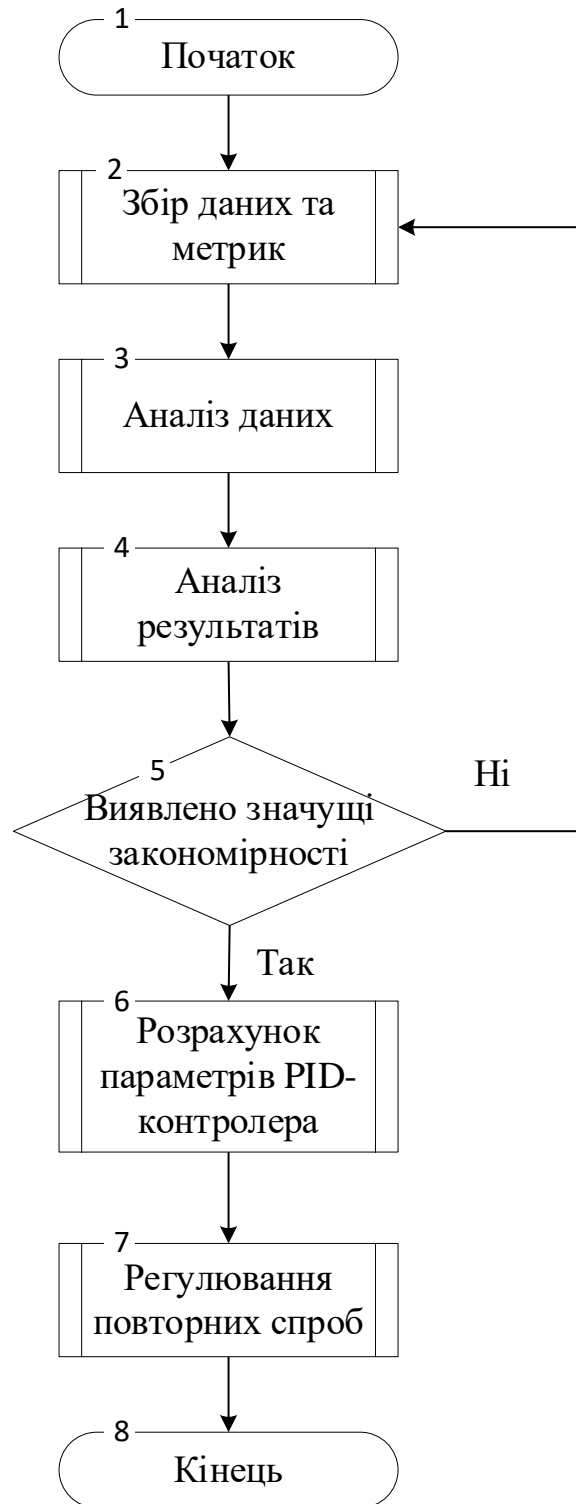 1
Початок
2
Збір даних та
метрик
3
Аналіз даних
4
Аналіз
результатів
5
Виявлено значущі
закономірності
Ні
Так
6
Розрахунок
параметрів PID-
контролера
7
Регулювання
повторних спроб
8
Кінець